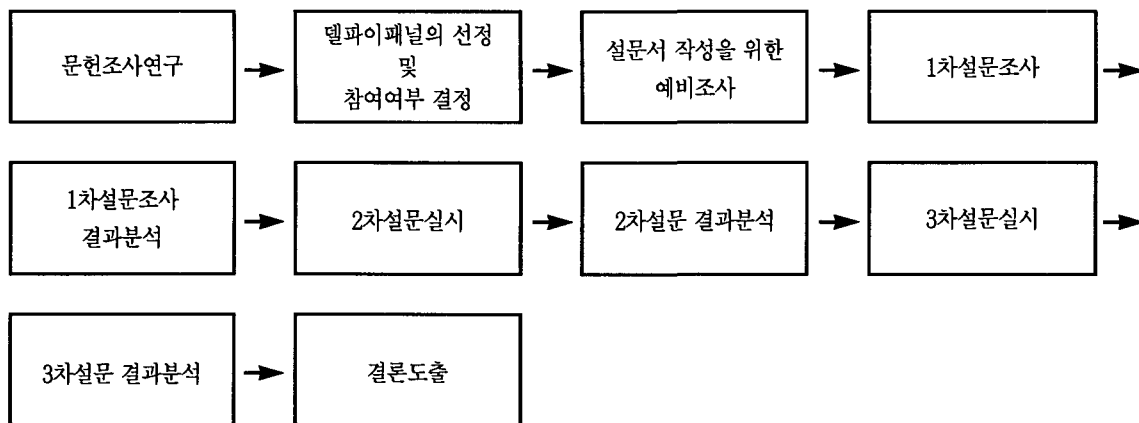 문헌조사연구
델파이패널의 선정
및
참여여부 결정
설문서 작성을 위한
예비조사
1차설문조사
1차설문조사
결과분석
2차설문실시
2차설문 결과분석
3차설문실시
3차설문 결과분석
결론도출